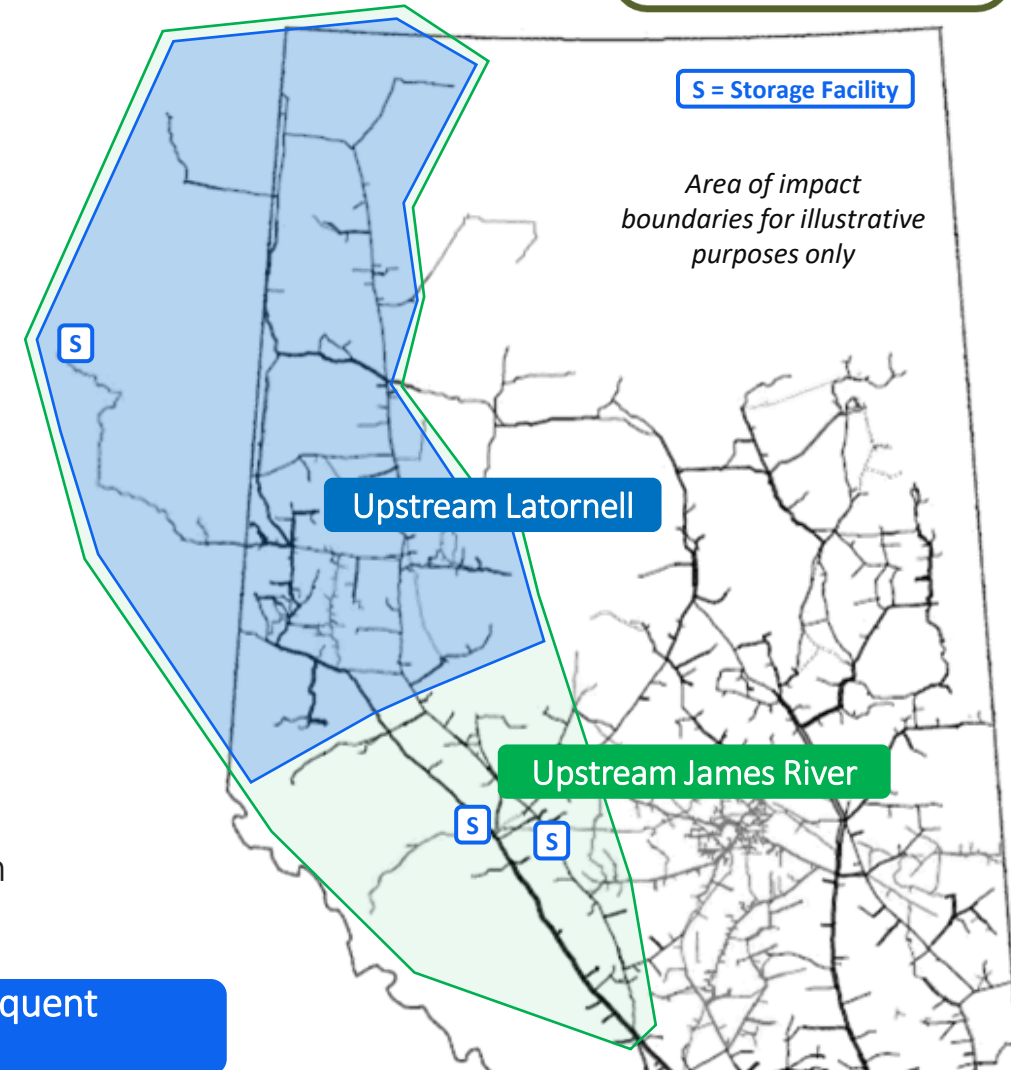 S = Storage Facility
Area of impact
boundaries for illustrative
purposes only
S
Upstream Latornell
Upstream James River
S
S
quent